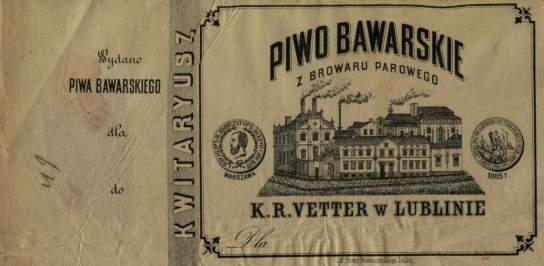 Wydano
PIWA BAWARSKIEGO
dla
do
KWITARYUSZ
PIWO BAWARSKIE
Z BROWARU PAROWEGO
WARSZAWA
1885 r.
K. R. VETTER W LUBLINIE
Dla